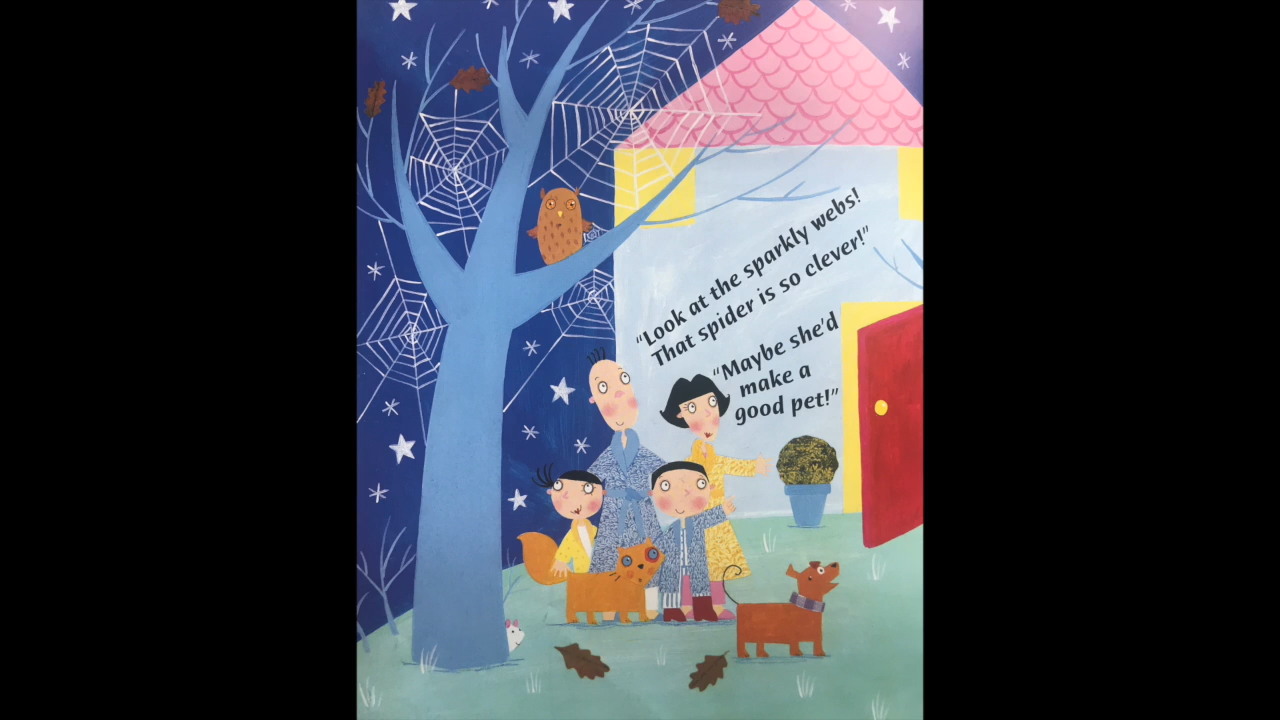 “Look at the sparkly webs!
That spider is so clever!”
“Maybe she'd
make a
good pet!”